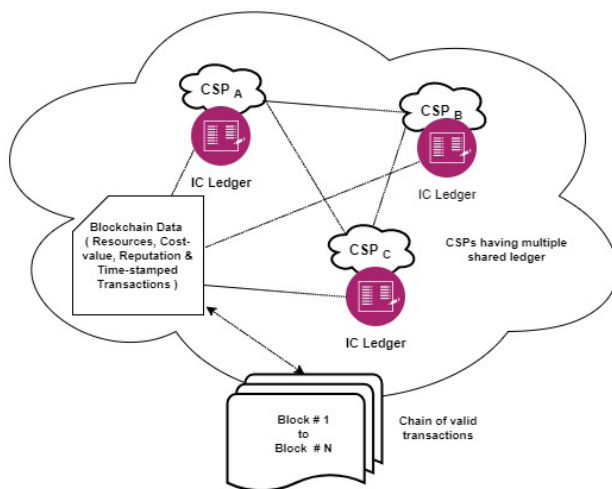 CSP A
IC Ledger
CSP B
IC Ledger
CSP C
IC Ledger
Blockchain Data
( Resources, Cost-
value, Reputation &
Time-stamped
Transactions )
CSPs having multiple
shared ledger
Block # 1
to
Block # N
Chain of valid
transactions